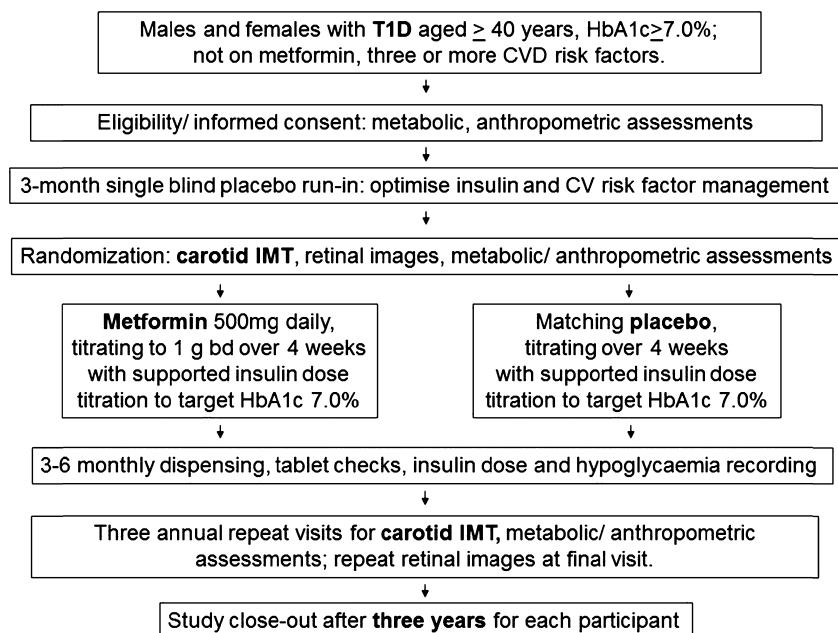 Males and females with T1D aged ≥ 40 years, HbA1c≥7.0%;
not on metformin, three or more CVD risk factors.
Eligibility/ informed consent: metabolic, anthropometric assessments
3-month single blind placebo run-in: optimise insulin and CV risk factor management
Randomization: carotid IMT, retinal images, metabolic/ anthropometric assessments
Metformin 500mg daily,
titrating to 1 g bd over 4 weeks
with supported insulin dose
titration to target HbA1c 7.0%
Matching placebo,
titrating over 4 weeks
with supported insulin dose
titration to target HbA1c 7.0%
3-6 monthly dispensing, tablet checks, insulin dose and hypoglycaemia recording
Three annual repeat visits for carotid IMT, metabolic/ anthropometric
assessments; repeat retinal images at final visit.
Study close-out after three years for each participant